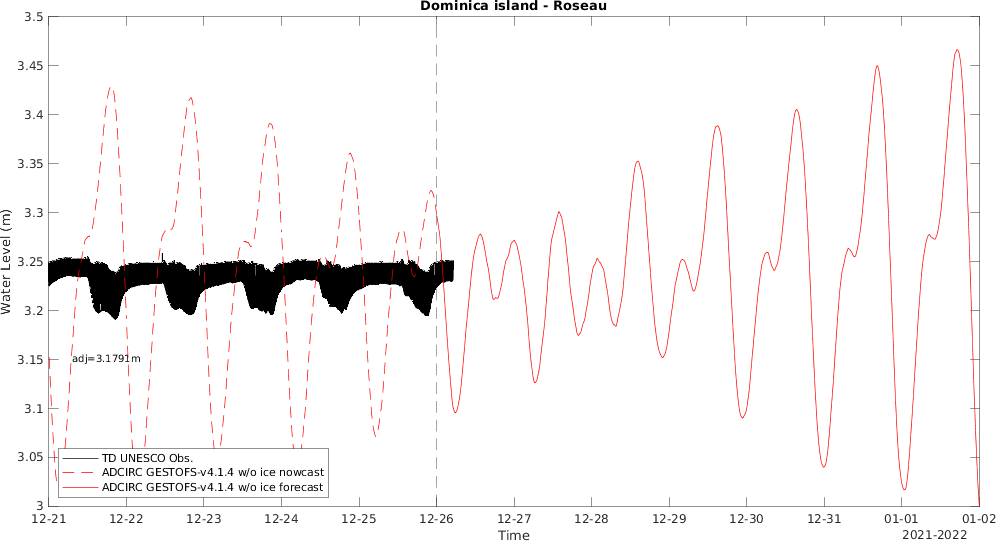 Dominica island - Roseau
Water Level (m)
3.5
3.45
3.4
3.35
3.3
3.25
3.2
3.15
3.1
3.05
3
adj=3.1791m
TD UNESCO Obs.
ADCIRC GESTOFS-v4.1.4 w/o ice nowcast
ADCIRC GESTOFS-v4.1.4 w/o ice forecast
12-21 12-22 12-23 12-24 12-25 12-26 12-27 12-28 12-29 12-30 12-31 01-01 01-02
Time
2021-2022